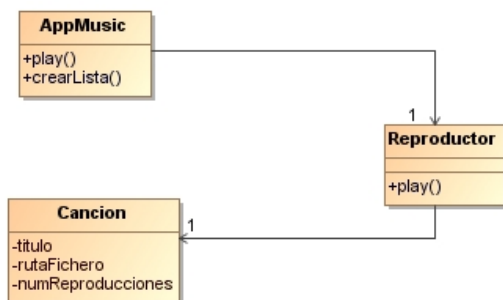 AppMusic
+play()
+crearLista()
1
Reproductor
+play()
Cancion
-titulo
-rutaFichero
-numReproducciones
1